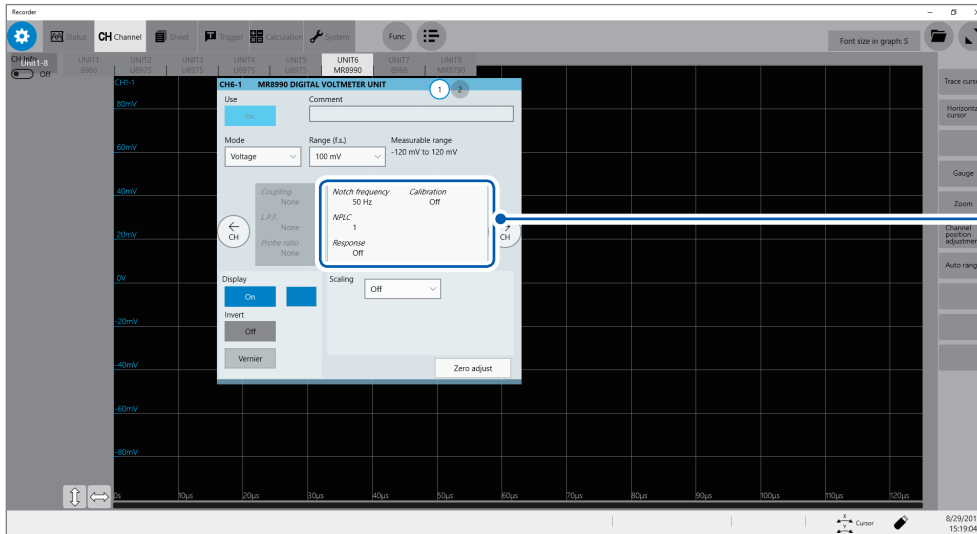 Recorder
Status CH Channel Sheet Trigger Calculation System Func Font size in graph: S
CH Info UNIT1-8 Off
UNIT1 UNIT2 UNIT3 UNIT4 UNIT5 UNIT6 UNIT7 UNIT8
8966 U8975 U8975 U8975 U8975 MR8990 8966 MR8790
CH1-1
80mV
60mV
40mV
20mV
0V
-20mV
-40mV
-60mV
-80mV
CH6-1 MR8990 DIGITAL VOLTMETER UNIT 1 2
Use Comment
On
Mode Range (f.s.) Measurable range
Voltage 100 mV -120 mV to 120 mV
Coupling
None
L.P.F.
None
Probe ratio
None
Notch frequency Calibration
50 Hz Off
NPLC
1
Response
Off
CH CH
Display Scaling
On Off
Invert
Off
Vernier
Zero adjust
Trace curs
Horizonta
cursor
Gauge
Zoom
Channel
position
adjustmer
Auto rang
0s 10μs 20μs 30μs 40μs 50μs 60μs 70μs 80μs 90μs 100μs 110μs 120μs
X
Y Cursor
8/29/201
15:19:04